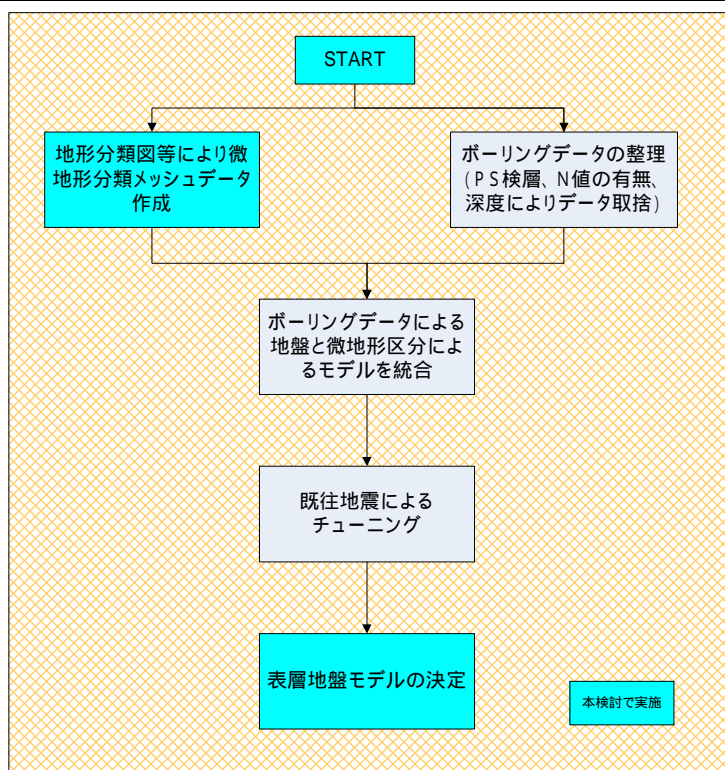 START
地形分類図等により微
地形分類メッシュデータ
作成
ボーリングデータの整理
(PS検層、N値の有無、
深度によりデータ取捨)
ボーリングデータによる
地盤と微地形区分によ
るモデルを統合
既往地震による
チューニング
表層地盤モデルの決定
本検討で実施